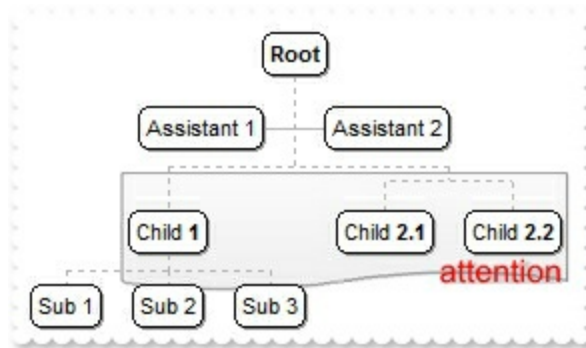 Root
Assistant 1 Assistant 2
Child 1 Child 2.1 Child 2.2
attention
Sub 1 Sub 2 Sub 3